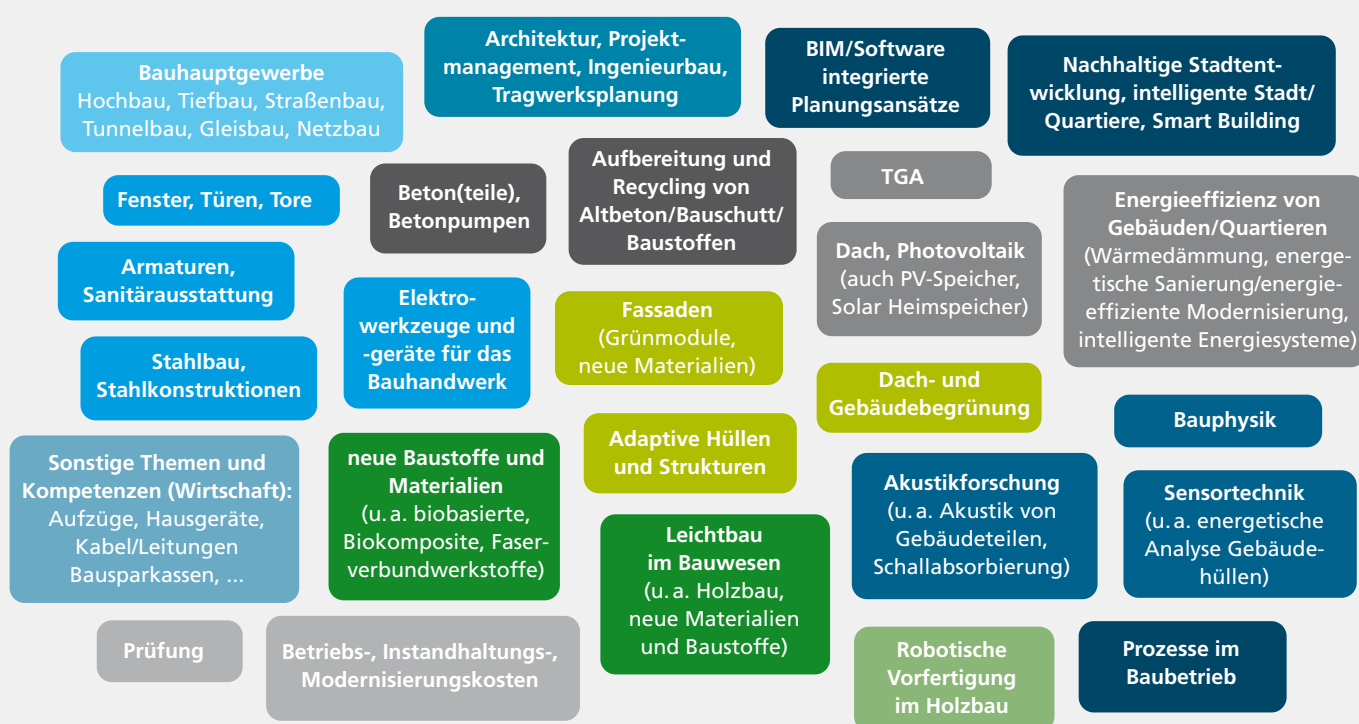 Bauhauptgewerbe
Hochbau, Tiefbau, Straßenbau,
Tunnelbau, Gleisbau, Netzbau
Architektur, Projekt-
management, Ingenieurbau,
Tragwerksplanung
BIM/Software
integrierte
Planungsansätze
Nachhaltige Stadtent-
wicklung, intelligente Stadt/
Quartiere, Smart Building
Fenster, Türen, Tore
Beton(teile),
Betonpumpen
Aufbereitung und
Recycling von
Altbeton/Bauschutt/
Baustoffen
TGA
Energieeffizienz von
Gebäuden/Quartieren
(Wärmedämmung, energe-
tische Sanierung/energie-
effiziente Modernisierung,
intelligente Energiesysteme)
Armaturen,
Sanitärausstattung
Elektro-
werkzeuge und
-geräte für das
Bauhandwerk
Fassaden
(Grünmodule,
neue Materialien)
Dach, Photovoltaik
(auch PV-Speicher,
Solar Heimspeicher)
Stahlbau,
Stahlkonstruktionen
Dach- und
Gebäudebegrünung
Bauphysik
Sonstige Themen und
Kompetenzen (Wirtschaft):
Aufzüge, Hausgeräte,
Kabel/Leitungen
Bausparkassen, ...
neue Baustoffe und
Materialien
(u. a. biobasierte,
Biokomposite, Faser-
verbundwerkstoffe)
Adaptive Hüllen
und Strukturen
Akustikforschung
(u. a. Akustik von
Gebäudeteilen,
Schallabsorbierung)
Sensortechnik
(u. a. energetische
Analyse Gebäude-
hüllen)
Leichtbau
im Bauwesen
(u. a. Holzbau,
neue Materialien
und Baustoffe)
Prüfung
Betriebs-, Instandhaltungs-,
Modernisierungskosten
Robotische
Vorfertigung
im Holzbau
Prozesse im
Baubetrieb